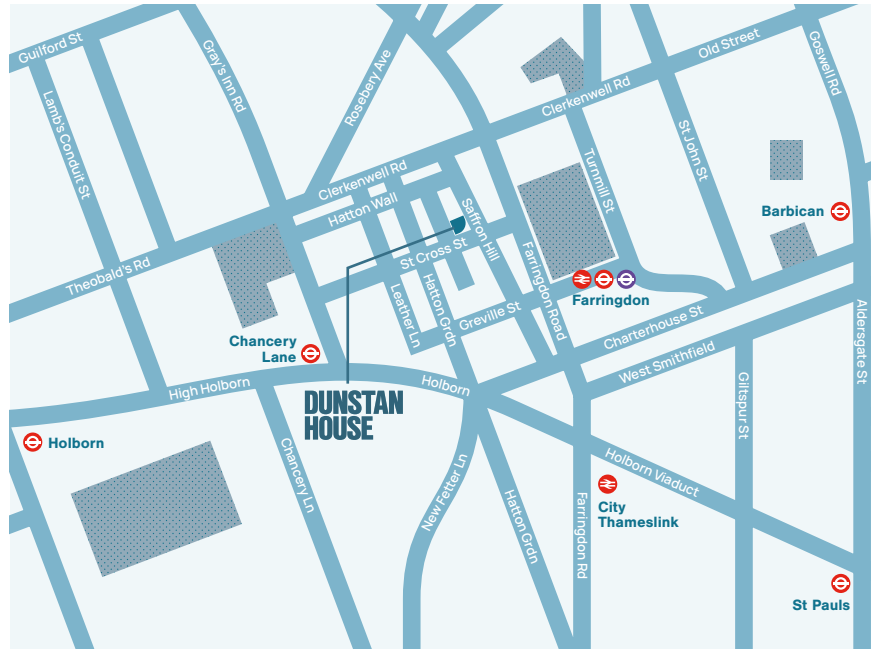 Guilford St
Lamb's Conduit St
Gray's Inn Rd
Rosebery Ave
Old Street
Goswell Rd
Clerkenwell Rd
St John St
Turnmill St
Clerkenwell Rd
Hatton Wall
Saffron Hill
Barbican
St Cross St
Farringdon Road
Theobald's Rd
Leather Ln
Hatton Grdn
Farringdon
Greville St
Charterhouse St
Aldersgate St
Chancery
Lane
West Smithfield
High Holborn
Holborn
Giltspur St
DUNSTAN
HOUSE
Holborn
Chancery Ln
New Fetter Ln
Hatton Grdn
Farringdon Rd
Holborn Viaduct
City
Thameslink
St Pauls